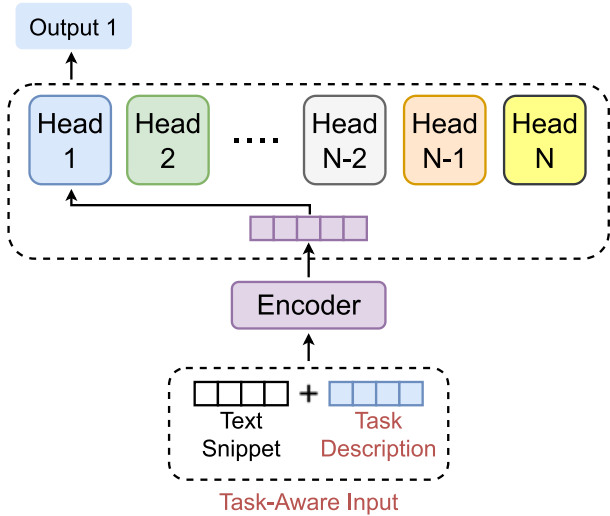 Output 1
Head
1
Head
2
....
Head
N-2
Head
N-1
Head
N
Encoder
+
Text
Snippet
Task
Description
Task-Aware Input